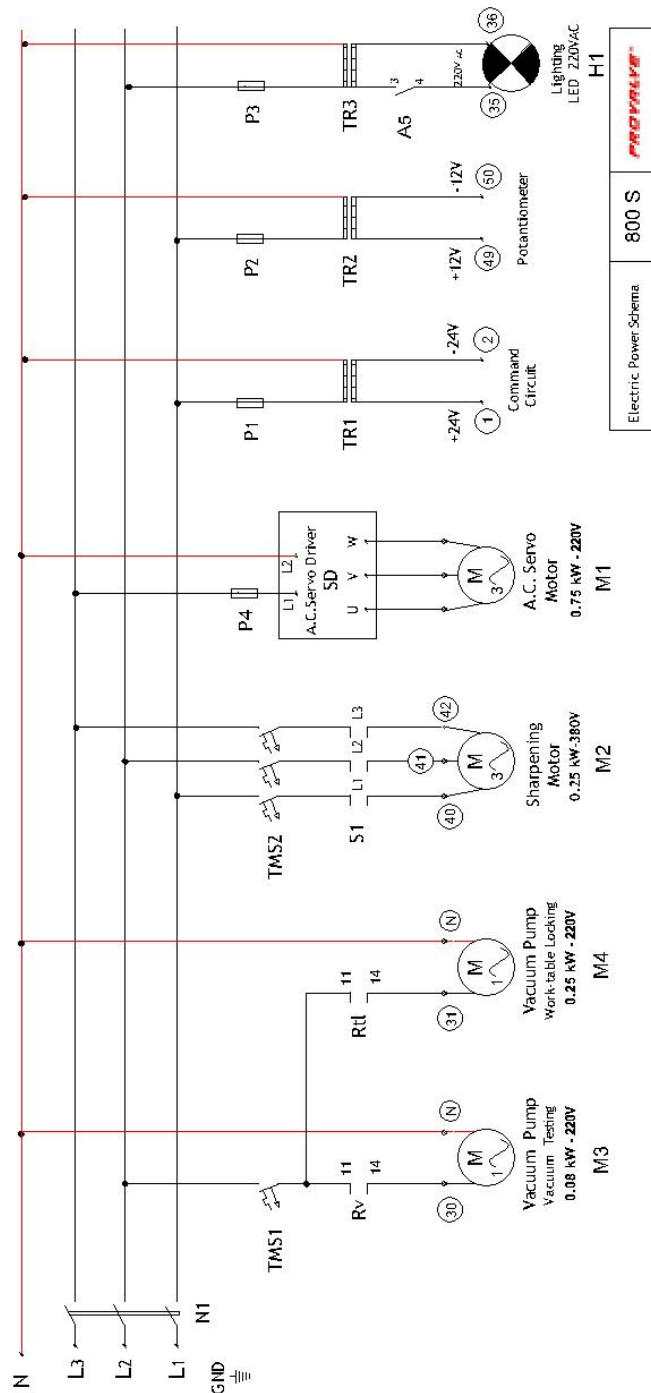 N
L3
L2
L1
GND
N1
TMS1
Rv
11
14
30
N
M
1
Vacuum Pump
Vacuum Testing
0.08 kW - 220V
M3
Rtl
11
14
31
N
M
1
Vacuum Pump
Work-table Locking
0.25 kW - 220V
M4
TMS2
S1
L1
L2
L3
40
41
42
M
3
Sharpening
Motor
0.25 kW-380V
M2
P4
L1
L2
A.C.Servo Driver
SD
U
V
W
M
3
A.C. Servo
Motor
0.75 kW - 220V
M1
P1
TR1
+24V
-24V
1
2
Command
Circuit
P2
TR2
+12V
-12V
49
50
Potantiometer
P3
TR3
A5
3
4
220V AC
35
36
Lighting
LED 220VAC
H1
Electric Power Schema
800 S
PROVALVE